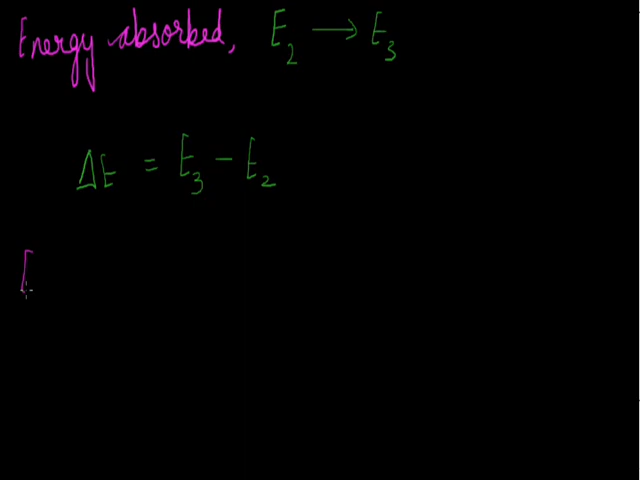 Energy absorbed, E₂ → E₃
ΔE = E₃ − E₂